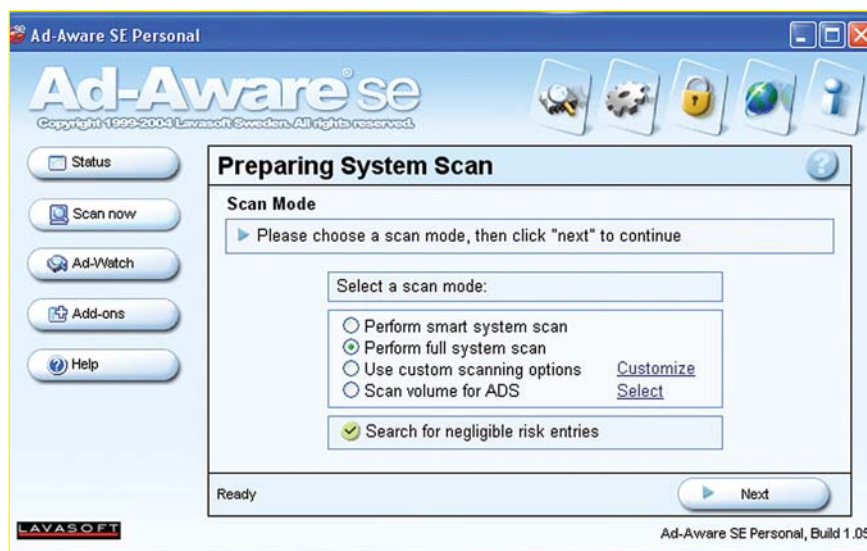 Ad-Aware SE Personal
Ad-Aware® se
Copyright 1999-2004 Lavasoft Sweden. All rights reserved.
Status
Scan now
Ad-Watch
Add-ons
Help
Preparing System Scan
Scan Mode
Please choose a scan mode, then click "next" to continue
Select a scan mode:
Perform smart system scan
Perform full system scan
Use custom scanning options Customize
Scan volume for ADS Select
Search for negligible risk entries
Ready
Next
LAVASOFT
Ad-Aware SE Personal, Build 1.05